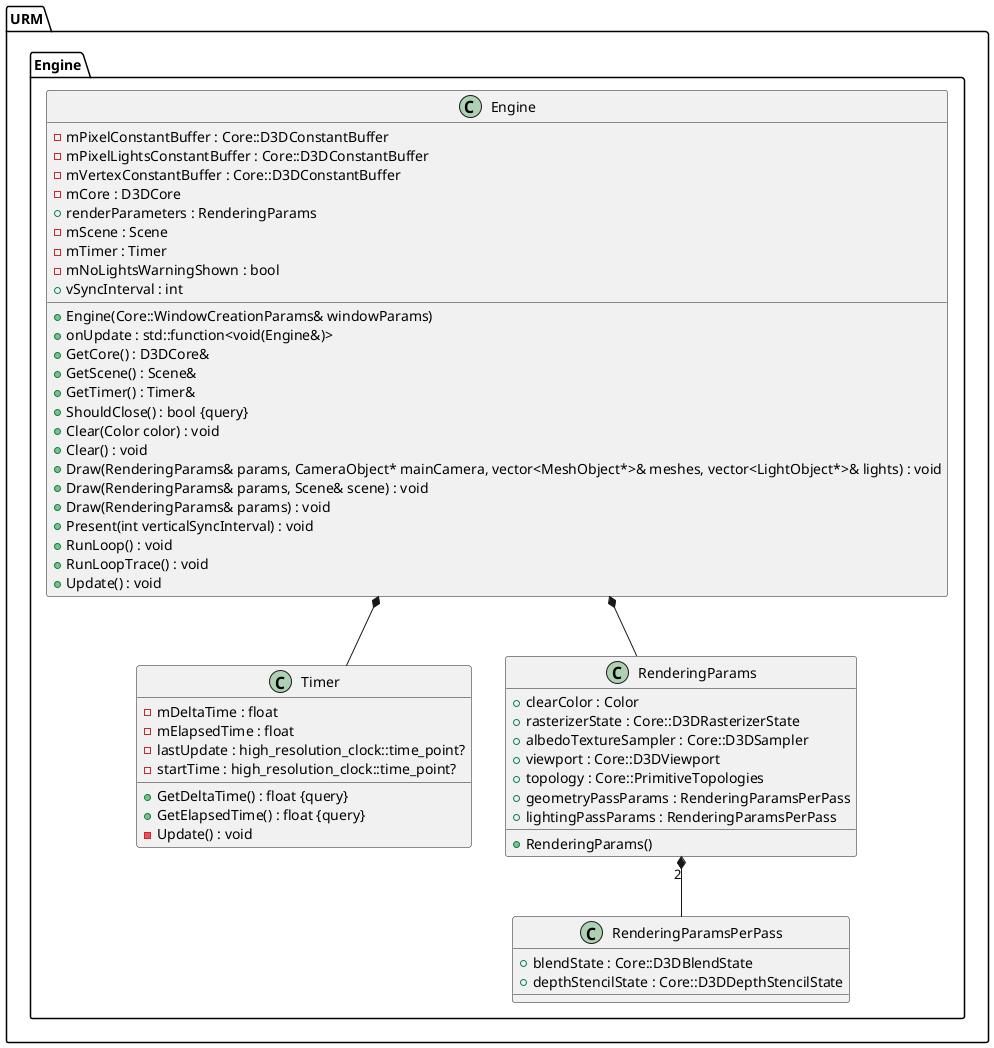 URM
Engine
C Engine
mPixelConstantBuffer : Core::D3DConstantBuffer
mPixelLightsConstantBuffer : Core::D3DConstantBuffer
mVertexConstantBuffer : Core::D3DConstantBuffer
mCore : D3DCore
renderParameters : RenderingParams
mScene : Scene
mTimer : Timer
mNoLightsWarningShown : bool
vSyncInterval : int
Engine(Core::WindowCreationParams& windowParams)
onUpdate : std::function<void(Engine&)>
GetCore() : D3DCore&
GetScene() : Scene&
GetTimer() : Timer&
ShouldClose() : bool {query}
Clear(Color color) : void
Clear() : void
Draw(RenderingParams& params, CameraObject* mainCamera, vector<MeshObject*>& meshes, vector<LightObject*>& lights) : void
Draw(RenderingParams& params, Scene& scene) : void
Draw(RenderingParams& params) : void
Present(int verticalSyncInterval) : void
RunLoop() : void
RunLoopTrace() : void
Update() : void
C Timer
mDeltaTime : float
mElapsedTime : float
lastUpdate : high_resolution_clock::time_point?
startTime : high_resolution_clock::time_point?
GetDeltaTime() : float {query}
GetElapsedTime() : float {query}
Update() : void
C RenderingParams
clearColor : Color
rasterizerState : Core::D3DRasterizerState
albedoTextureSampler : Core::D3DSampler
viewport : Core::D3DViewport
topology : Core::PrimitiveTopologies
geometryPassParams : RenderingParamsPerPass
lightingPassParams : RenderingParamsPerPass
RenderingParams()
2
C RenderingParamsPerPass
blendState : Core::D3DBlendState
depthStencilState : Core::D3DDepthStencilState